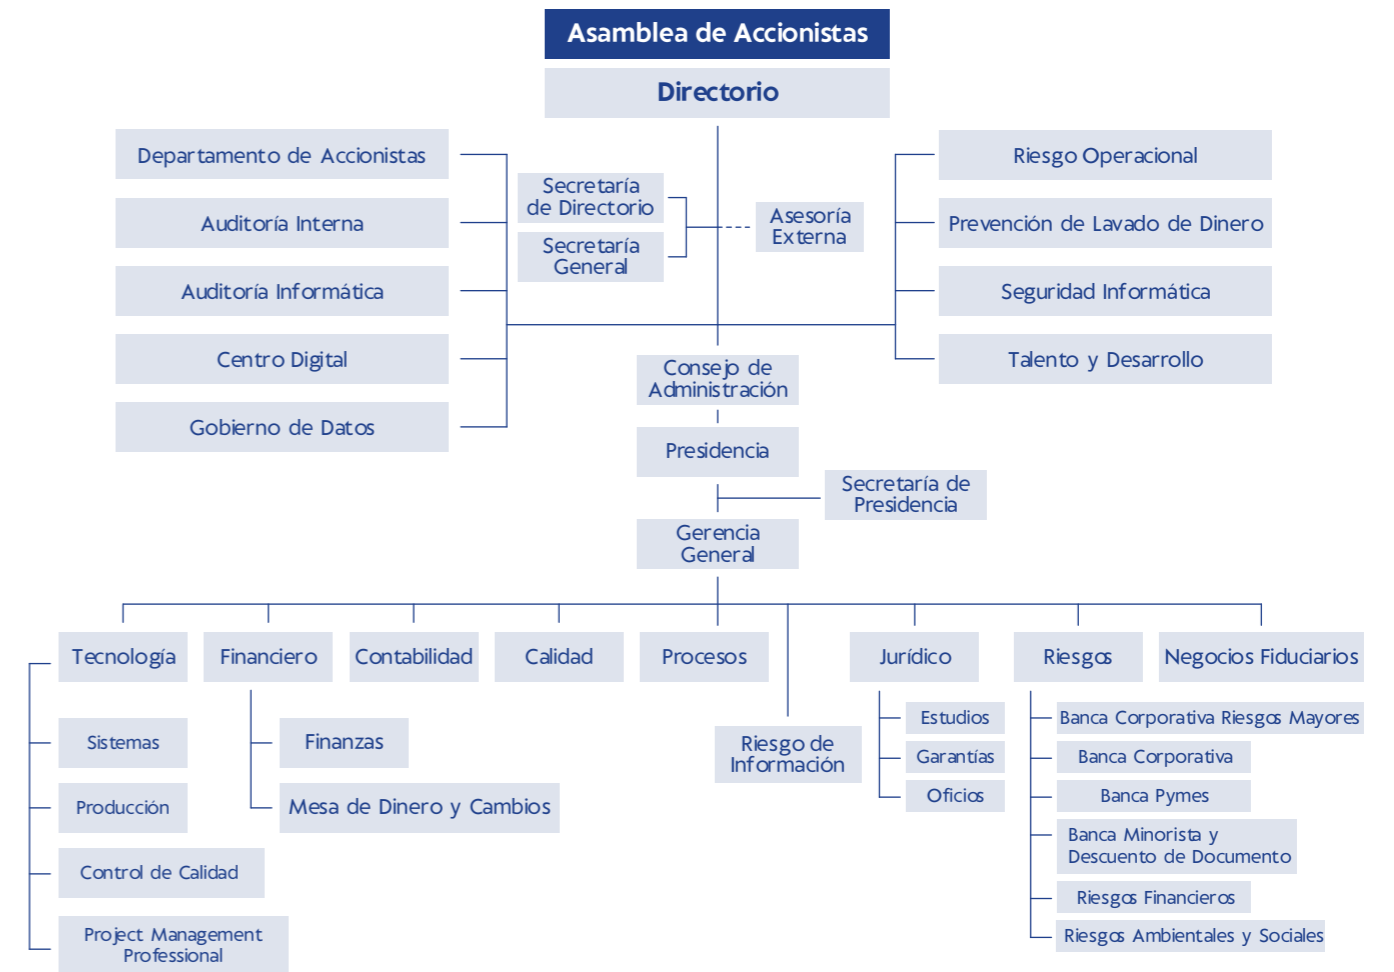 Asamblea de Accionistas
Directorio
Departamento de Accionistas
Auditoría Interna
Auditoría Informática
Centro Digital
Gobierno de Datos
Secretaría
de Directorio
Secretaría
General
Asesoría
Externa
Riesgo Operacional
Prevención de Lavado de Dinero
Seguridad Informática
Talento y Desarrollo
Consejo de
Administración
Presidencia
Secretaría de
Presidencia
Gerencia
General
Tecnología
Financiero
Contabilidad
Calidad
Procesos
Jurídico
Riesgos
Negocios Fiduciarios
Sistemas
Producción
Control de Calidad
Project Management
Professional
Finanzas
Mesa de Dinero y Cambios
Riesgo de
Información
Estudios
Garantías
Oficios
Banca Corporativa Riesgos Mayores
Banca Corporativa
Banca Pymes
Banca Minorista y
Descuento de Documento
Riesgos Financieros
Riesgos Ambientales y Sociales